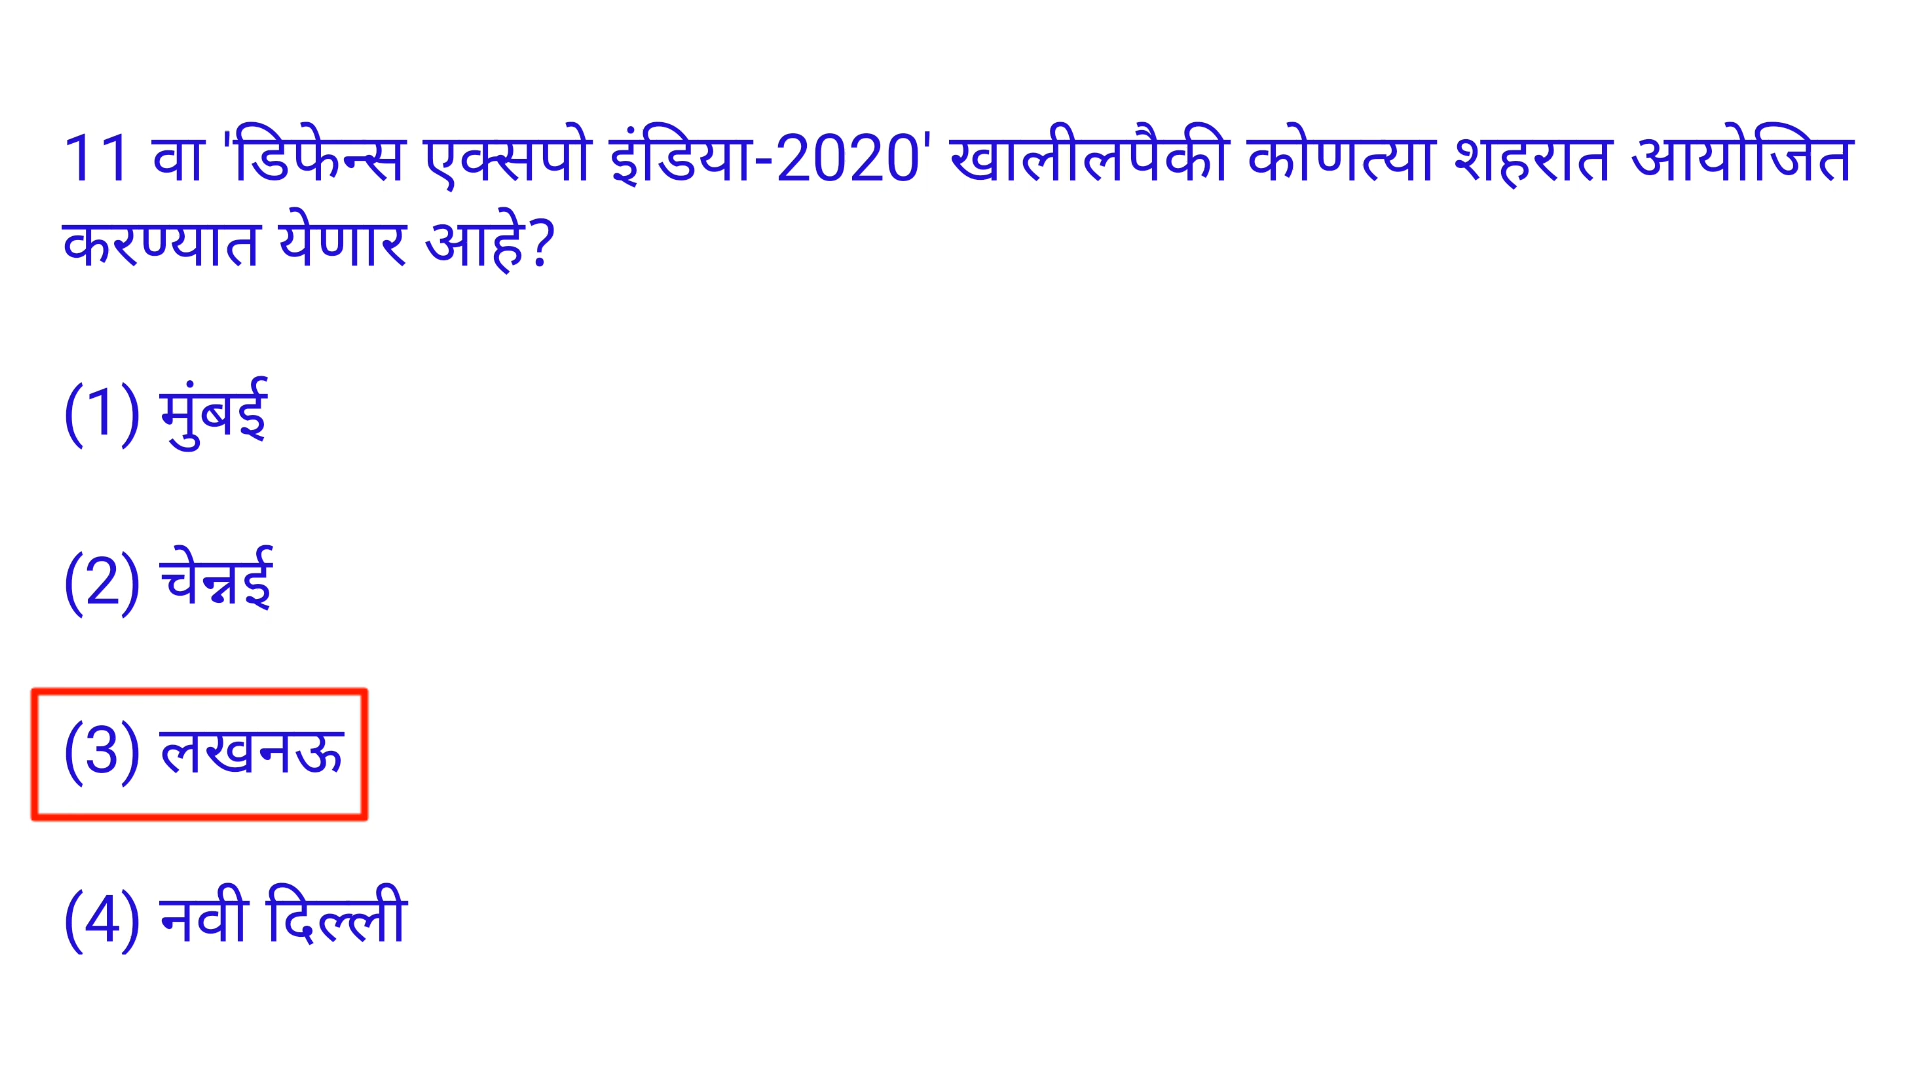 11 वा 'डिफेन्स एक्सपो इंडिया-2020' खालीलपैकी कोणत्या शहरात आयोजित
करण्यात येणार आहे?
(1) मुंबई
(2) चेन्नई
(3) लखनऊ
(4) नवी दिल्ली